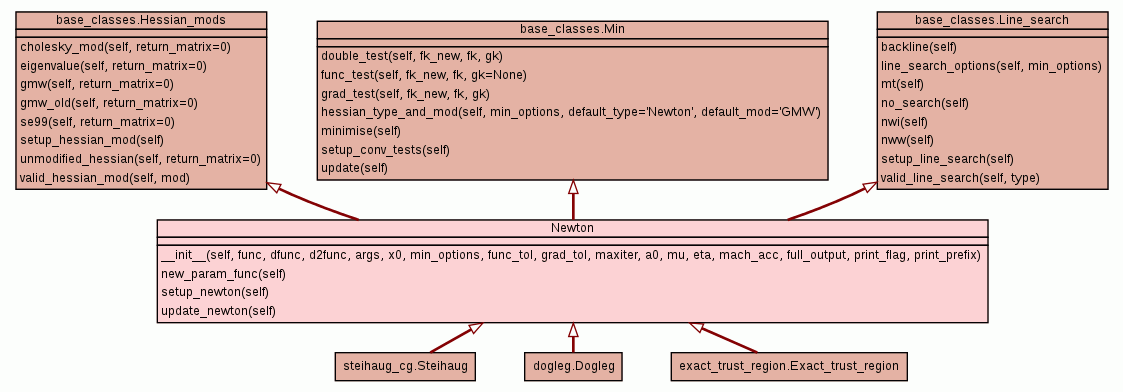 base_classes.Hessian_mods
cholesky_mod(self, return_matrix=0)
eigenvalue(self, return_matrix=0)
gmw(self, return_matrix=0)
gmw_old(self, return_matrix=0)
se99(self, return_matrix=0)
setup_hessian_mod(self)
unmodified_hessian(self, return_matrix=0)
valid_hessian_mod(self, mod)
base_classes.Min
double_test(self, fk_new, fk, gk)
func_test(self, fk_new, fk, gk=None)
grad_test(self, fk_new, fk, gk)
hessian_type_and_mod(self, min_options, default_type='Newton', default_mod='GMW')
minimise(self)
setup_conv_tests(self)
update(self)
base_classes.Line_search
backline(self)
line_search_options(self, min_options)
mt(self)
no_search(self)
nwi(self)
nww(self)
setup_line_search(self)
valid_line_search(self, type)
Newton
__init__(self, func, dfunc, d2func, args, x0, min_options, func_tol, grad_tol, maxiter, a0, mu, eta, mach_acc, full_output, print_flag, print_prefix)
new_param_func(self)
setup_newton(self)
update_newton(self)
steihaug_cg.Steihaug
dogleg.Dogleg
exact_trust_region.Exact_trust_region